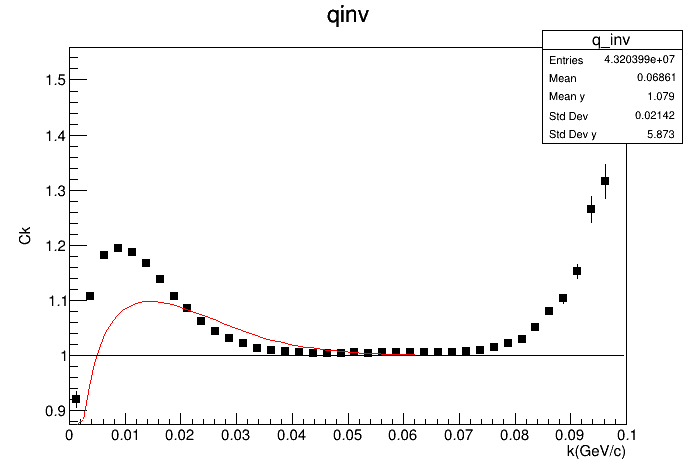 qinv
q_inv
Entries 4.320399e+07
Mean 0.06861
Mean y 1.079
Std Dev 0.02142
Std Dev y 5.873
1.5
1.4
1.3
1.2
1.1
1
0.9
Ck
0 0.01 0.02 0.03 0.04 0.05 0.06 0.07 0.08 0.09 0.1
k(GeV/c)